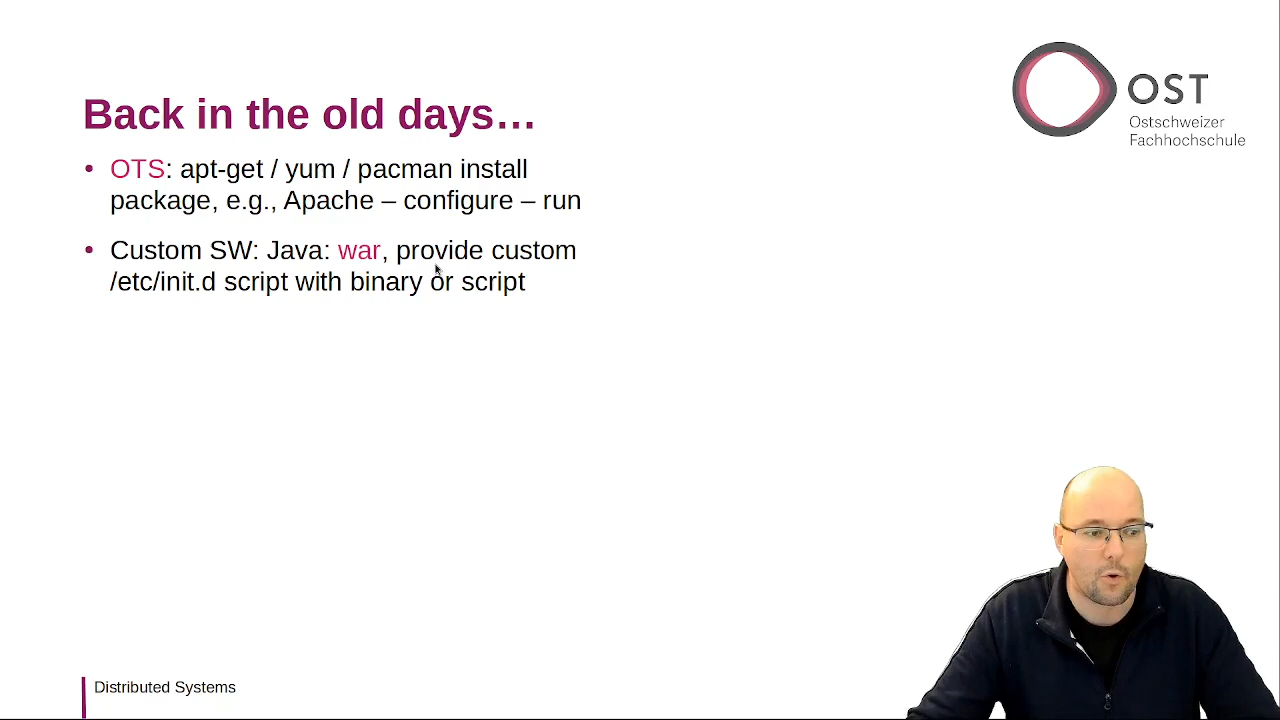 Back in the old days…
• OTS: apt-get / yum / pacman install
package, e.g., Apache – configure – run
• Custom SW: Java: war, provide custom
/etc/init.d script with binary or script
OST
Ostschweizer
Fachhochschule
Distributed Systems